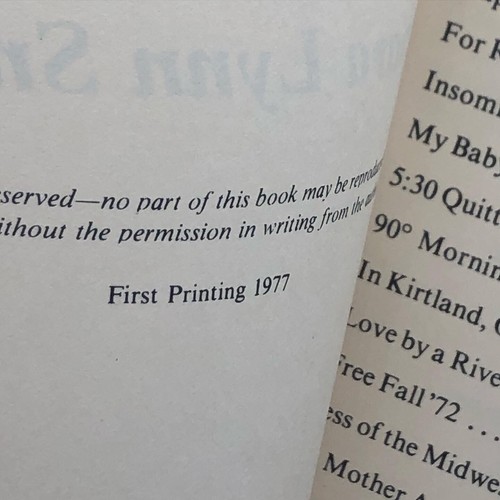 served—no part of this book may be reprodu
ithout the permission in writing from the
First Printing 1977
For
Insom
My Baby
5:30 Quitt
90° Mornin
In Kirtland,
Love by a Rive
Free Fall '72 ...
ess of the Midwe
Mother